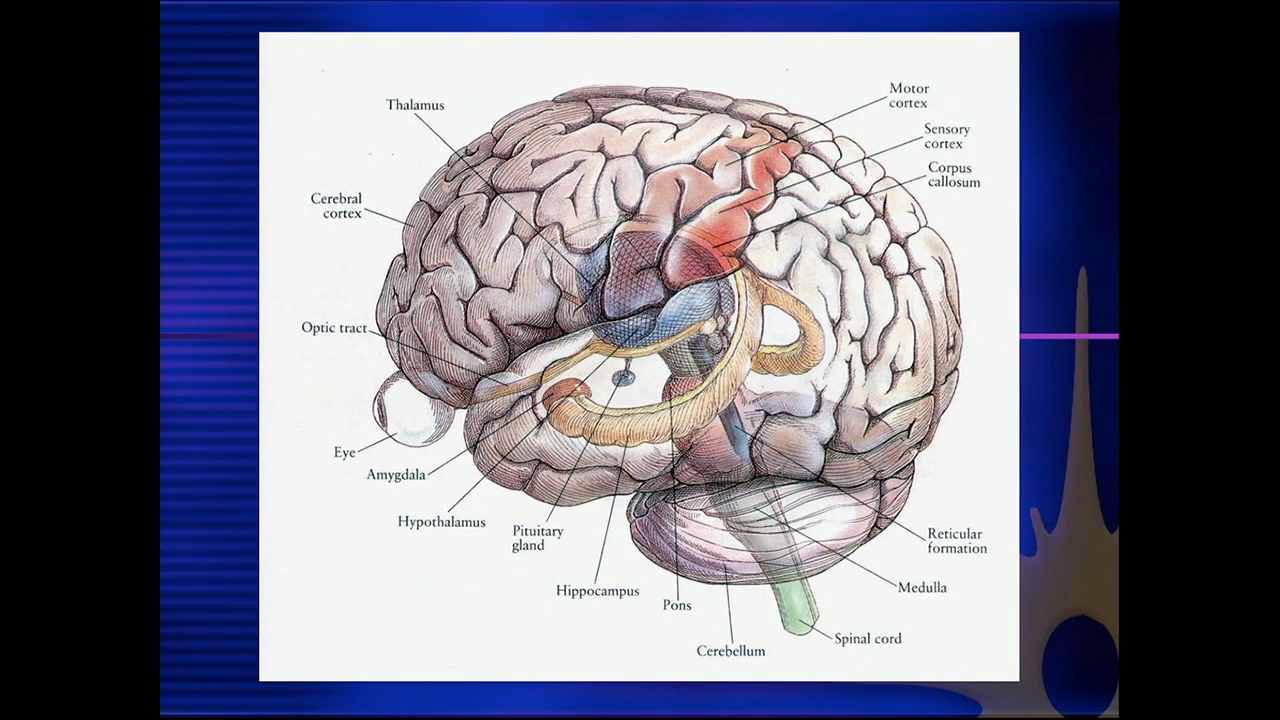 Thalamus
Cerebral
cortex
Optic tract
Eye
Amygdala
Hypothalamus
Pituitary
gland
Hippocampus
Pons
Cerebellum
Motor
cortex
Sensory
cortex
Corpus
callosum
Reticular
formation
Medulla
Spinal cord